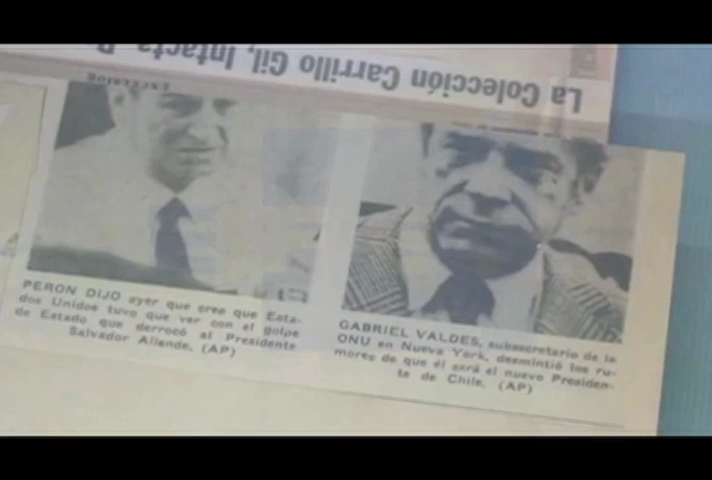 La Colección Carrillo Gil, Intacta,
EXCELSIOR
PERON DIJO ayer que cree que Esta-
dos Unidos tuvo que ver con el golpe
de Estado que derrocó al Presidente
Salvador Allende. (AP)
GABRIEL VALDES, subsecretario de la
ONU en Nueva York, desmintió los ru-
mores de que él será el nuevo Presiden-
te de Chile. (AP)